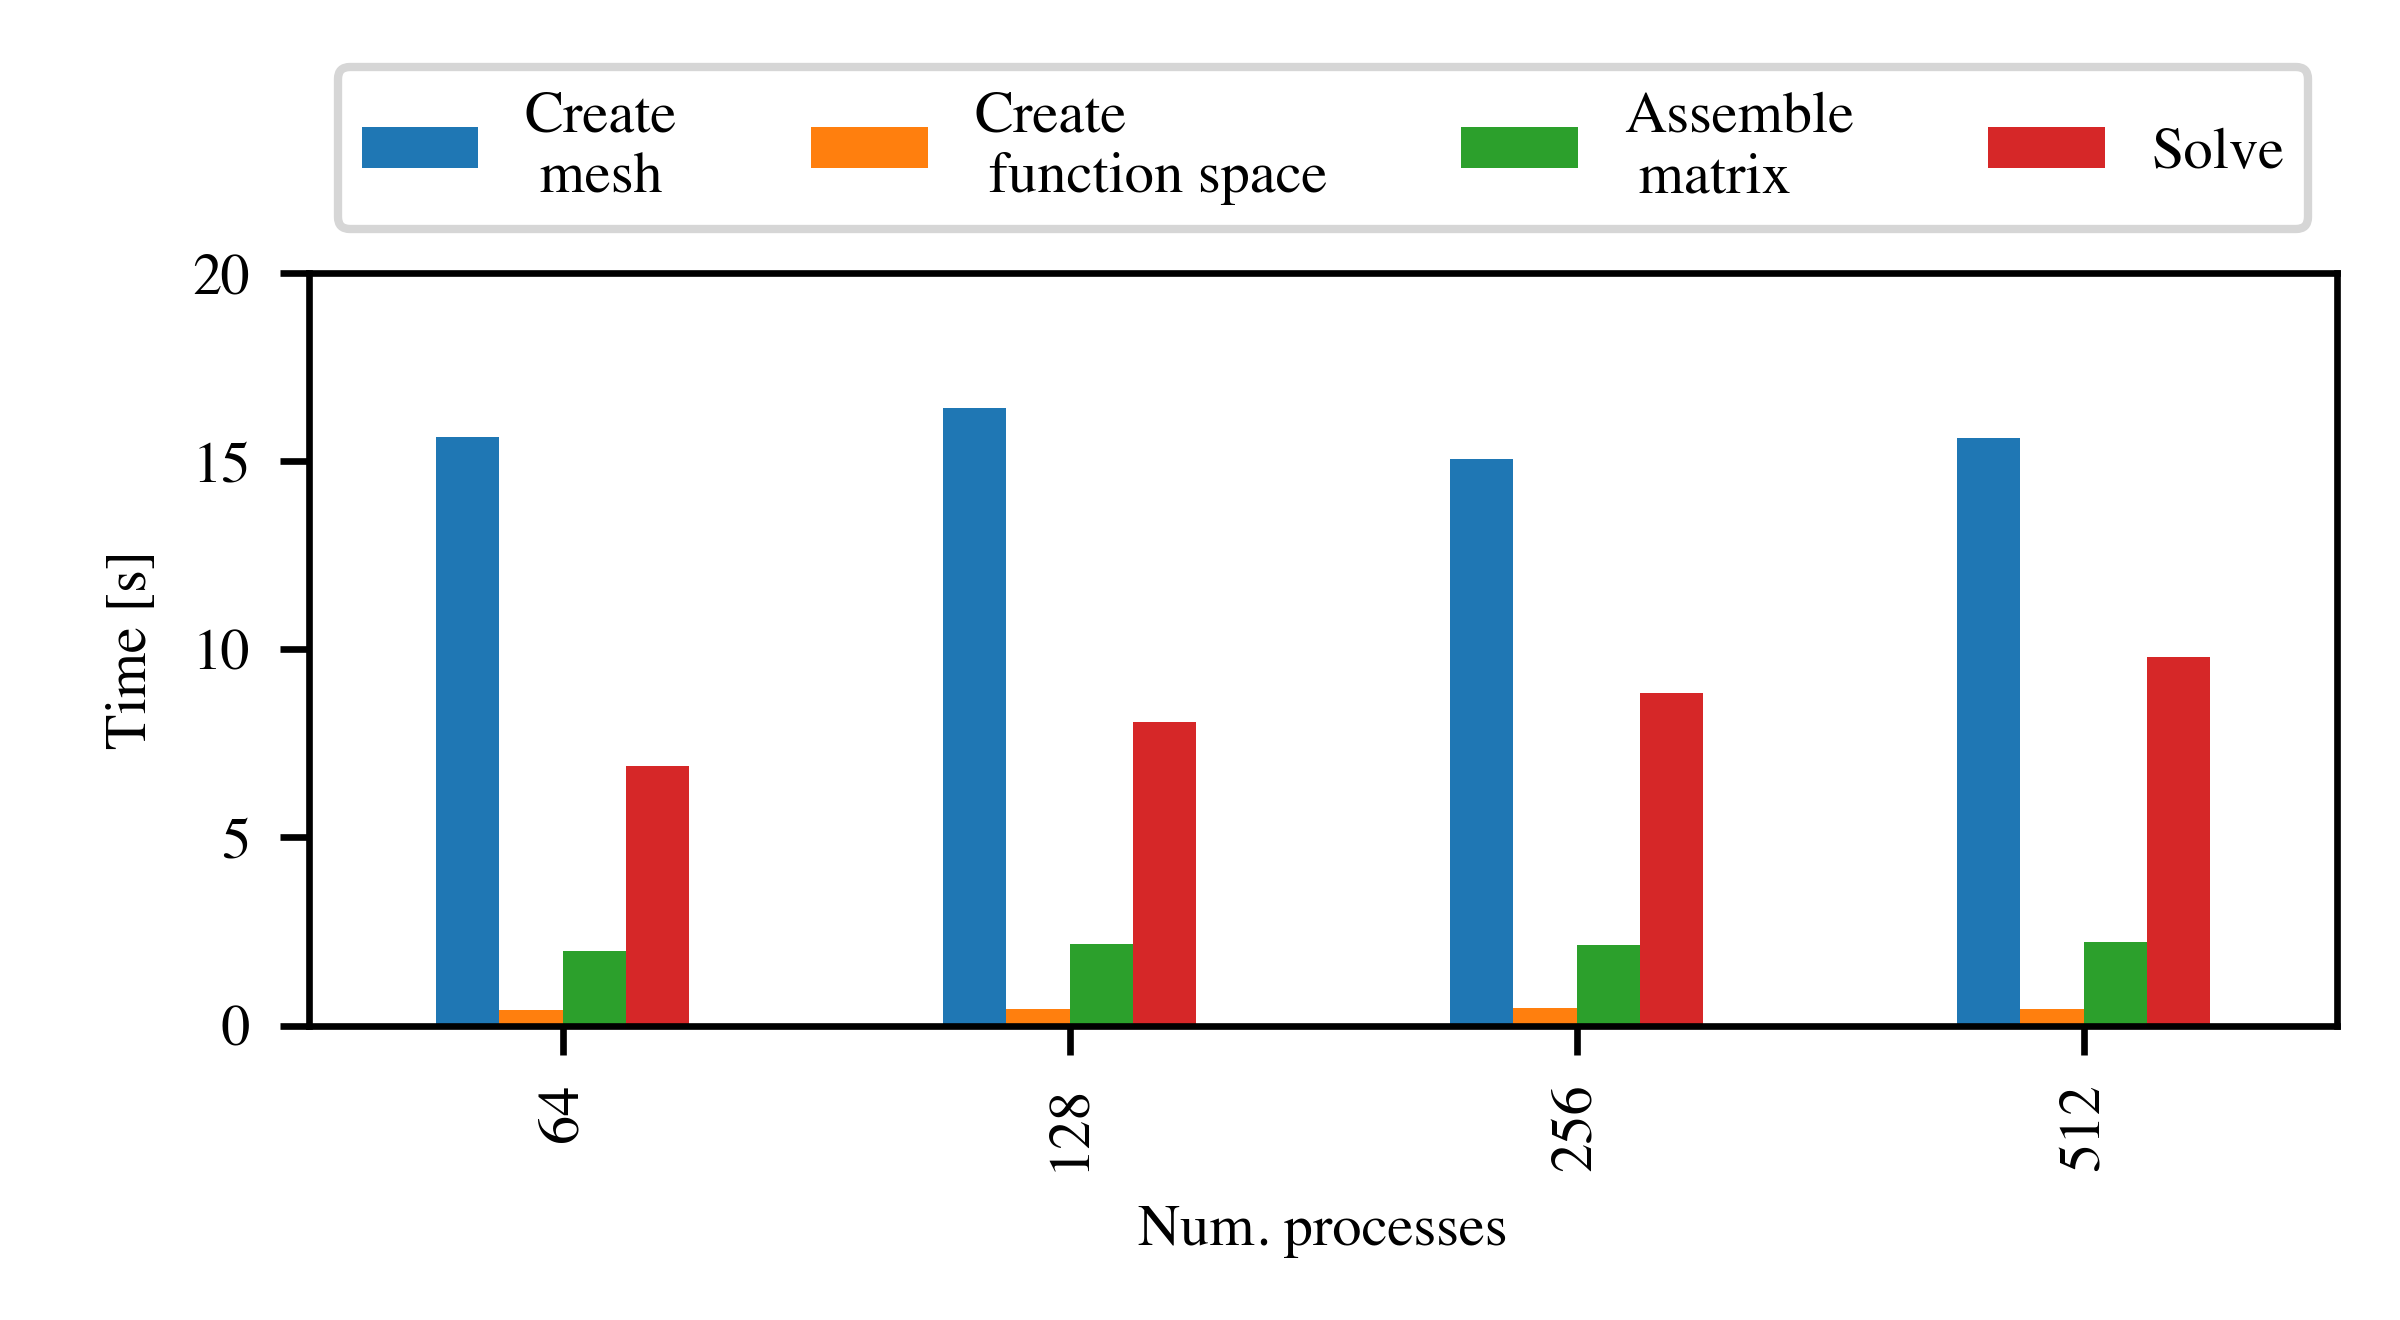 Create
mesh
Create
function space
Assemble
matrix
Solve
20
15
10
5
0
Time [s]
64
128
256
512
Num. processes